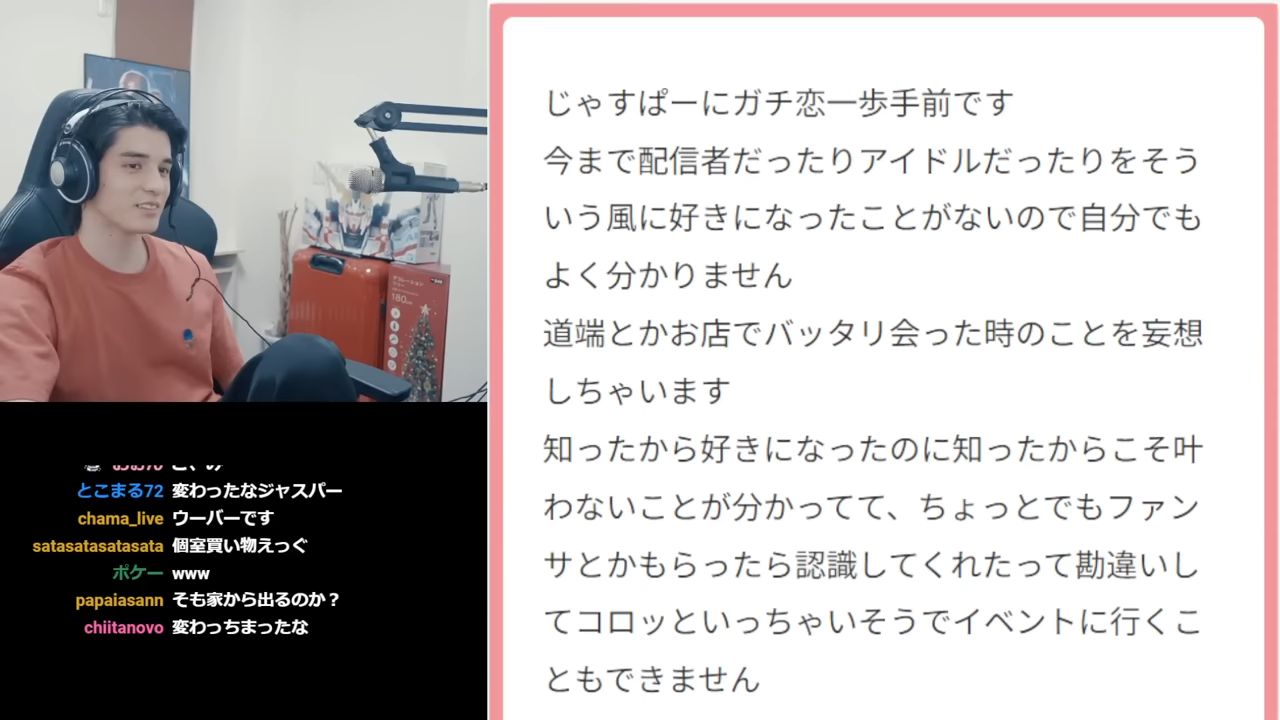 じゃすぱーにガチ恋一歩手前です
今まで配信者だったりアイドルだったりをそう
いう風に好きになったことがないので自分でも
よく分かりません
道端とかお店でバッタリ会った時のことを妄想
しちゃいます
知ったから好きになったのに知ったからこそ叶
わないことが分かってて、ちょっとでもファン
サとかもらったら認識してくれたって勘違いし
てコロッといっちゃいそうでイベントに行くこ
ともできません
180cm
とこまる72 変わったなジャスパー
chama_live ウーバーです
satasatasatasata 個室買い物えっぐ
ポケー www
papaiasann そも家から出るのか？
chiitanovo 変わっちまったな